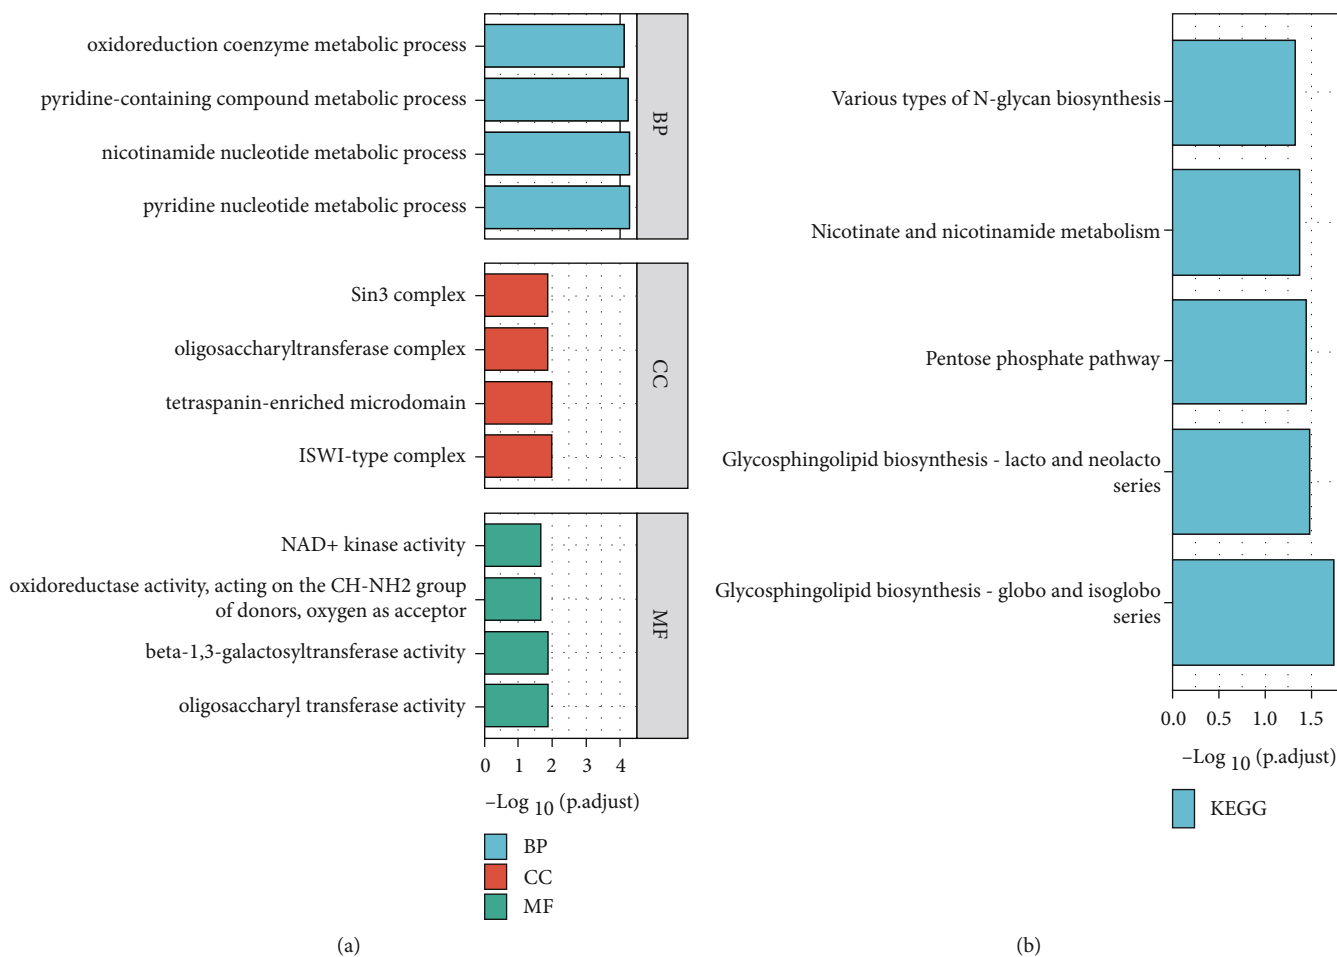 oxidoreduction coenzyme metabolic process
pyridine-containing compound metabolic process
nicotinamide nucleotide metabolic process
pyridine nucleotide metabolic process
BP
Sin3 complex
oligosaccharyltransferase complex
tetraspanin-enriched microdomain
ISWI-type complex
CC
NAD+ kinase activity
oxidoreductase activity, acting on the CH-NH2 group
of donors, oxygen as acceptor
beta-1,3-galactosyltransferase activity
oligosaccharyl transferase activity
MF
0 1 2 3 4
–Log 10 (p.adjust)
BP
CC
MF
(a)
Various types of N-glycan biosynthesis
Nicotinate and nicotinamide metabolism
Pentose phosphate pathway
Glycosphingolipid biosynthesis - lacto and neolacto
series
Glycosphingolipid biosynthesis - globo and isoglobo
series
0.0 0.5 1.0 1.5
–Log 10 (p.adjust)
KEGG
(b)